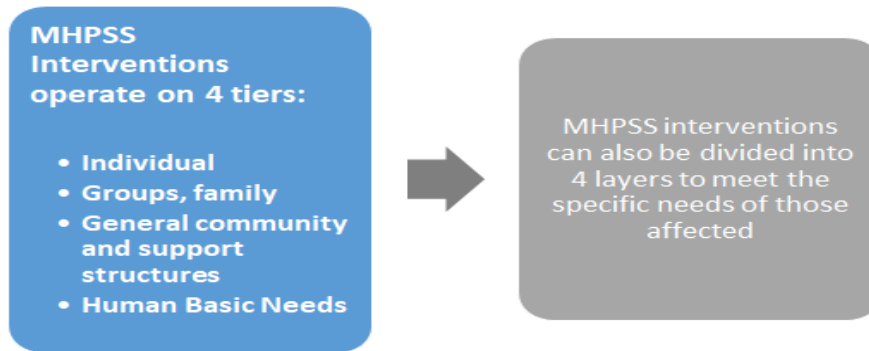 MHPSS
Interventions
operate on 4 tiers:
• Individual
• Groups, family
• General community
and support
structures
• Human Basic Needs
MHPSS interventions
can also be divided into
4 layers to meet the
specific needs of those
affected